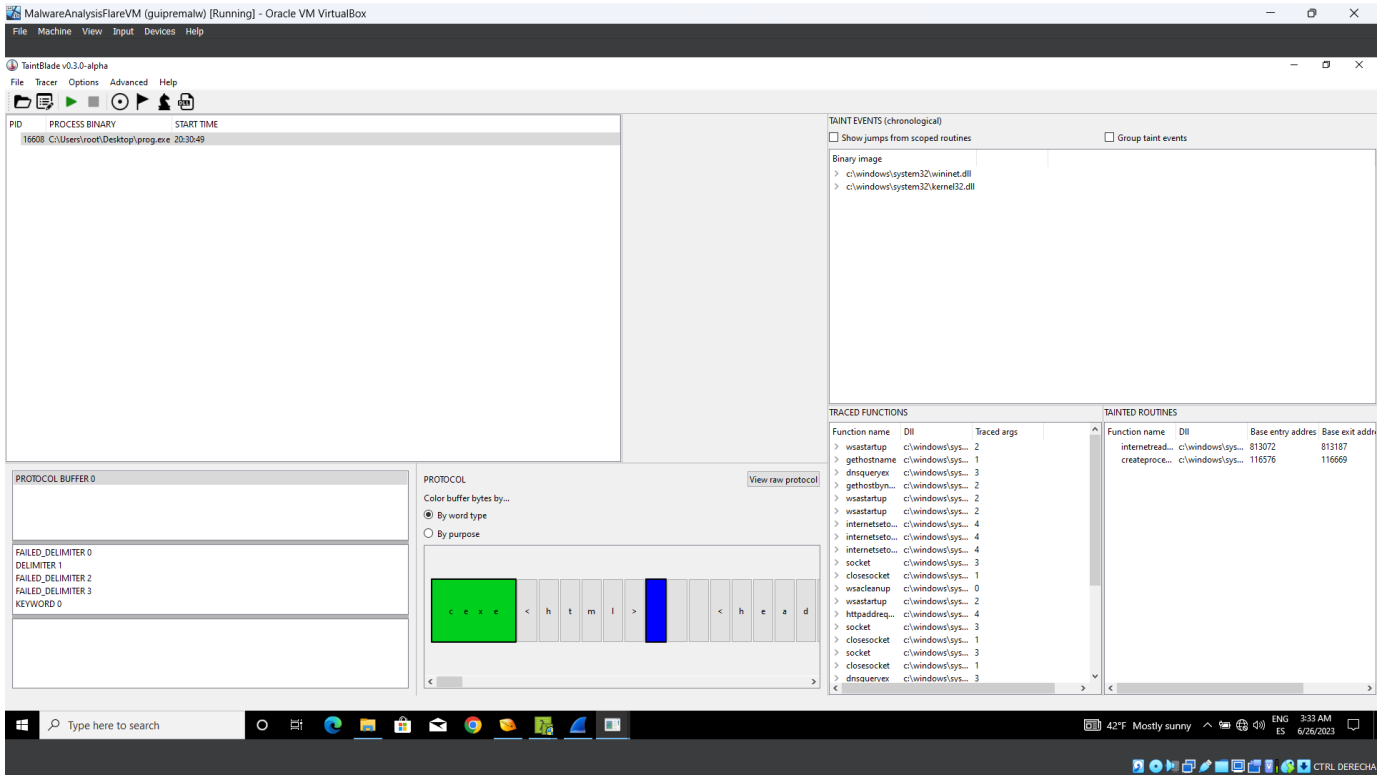 MalwareAnalysisFlareVM (guipremalw) [Running] - Oracle VM VirtualBox
File Machine View Input Devices Help
TaintBlade v0.3.0-alpha
File Tracer Options Advanced Help
PID PROCESS BINARY START TIME
16608 C:\Users\root\Desktop\prog.exe 20:30:49
TAINT EVENTS (chronological)
Show jumps from scoped routines Group taint events
Binary image
c:\windows\system32\wininet.dll
c:\windows\system32\kernel32.dll
TRACED FUNCTIONS
Function name Dll Traced args
wsastartup c:\windows\sys... 2
gethostname c:\windows\sys... 1
dnsqueryex c:\windows\sys... 3
gethostbyn... c:\windows\sys... 2
wsastartup c:\windows\sys... 2
wsastartup c:\windows\sys... 2
internetseto... c:\windows\sys... 4
internetseto... c:\windows\sys... 4
internetseto... c:\windows\sys... 4
socket c:\windows\sys... 3
closesocket c:\windows\sys... 1
wsacleanup c:\windows\sys... 0
wsastartup c:\windows\sys... 2
httpaddreq... c:\windows\sys... 4
socket c:\windows\sys... 3
closesocket c:\windows\sys... 1
socket c:\windows\sys... 3
closesocket c:\windows\sys... 1
dnsqueryex c:\windows\sys... 3
TAINTED ROUTINES
Function name Dll Base entry addres Base exit addre
internetread... c:\windows\sys... 813072 813187
createproce... c:\windows\sys... 116576 116669
PROTOCOL BUFFER 0
FAILED_DELIMITER 0
DELIMITER 1
FAILED_DELIMITER 2
FAILED_DELIMITER 3
KEYWORD 0
PROTOCOL View raw protocol
Color buffer bytes by...
By word type
By purpose
c e x e < h t m l > < h e a d
Type here to search
42°F Mostly sunny
ENG 3:33 AM
ES 6/26/2023
CTRL DERECHA